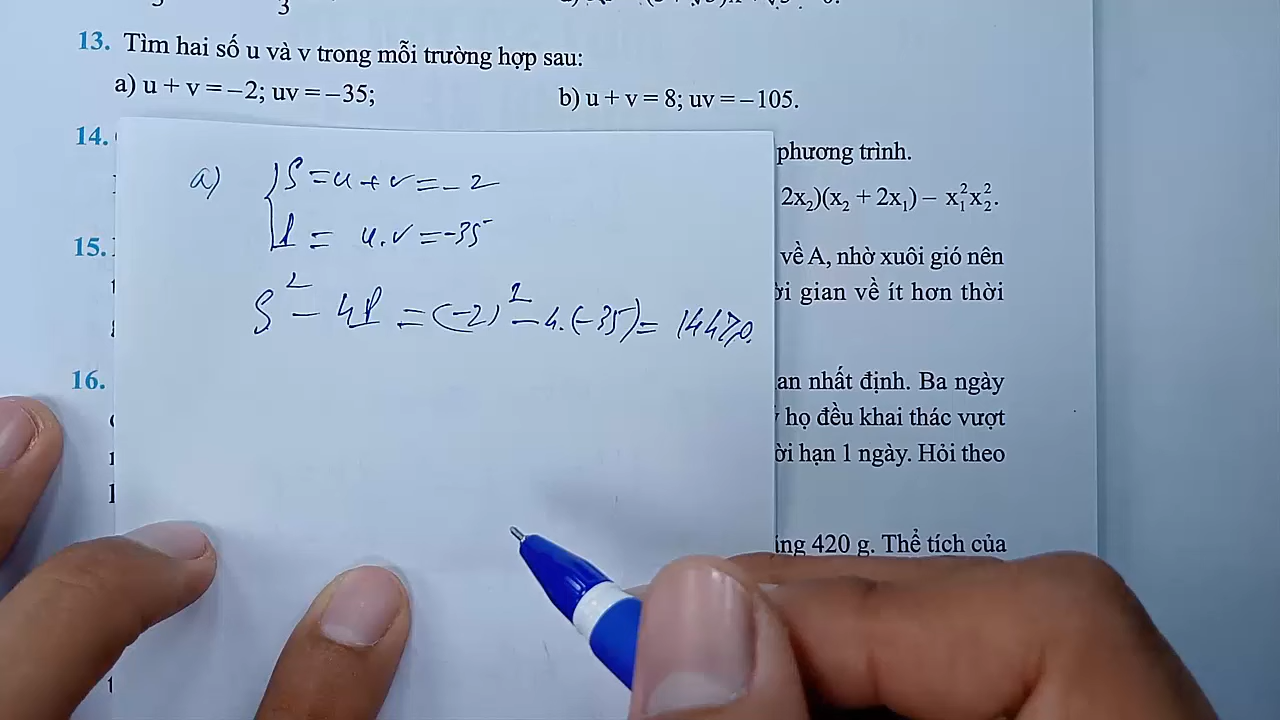 3
13. Tìm hai số u và v trong mỗi trường hợp sau:
a) u + v = –2; uv = –35;
b) u + v = 8; uv = –105.
14.
phương trình.
2x₂)(x₂ + 2x₁) – x₁²x₂².
15.
về A, nhờ xuôi gió nên
gian về ít hơn thời
16.
an nhất định. Ba ngày
họ đều khai thác vượt
hạn 1 ngày. Hỏi theo
420 g. Thể tích của
a) S = u + v = – 2
P = u.v = –35
S² – 4P = (–2)² – 4.(–35) = 144 > 0.